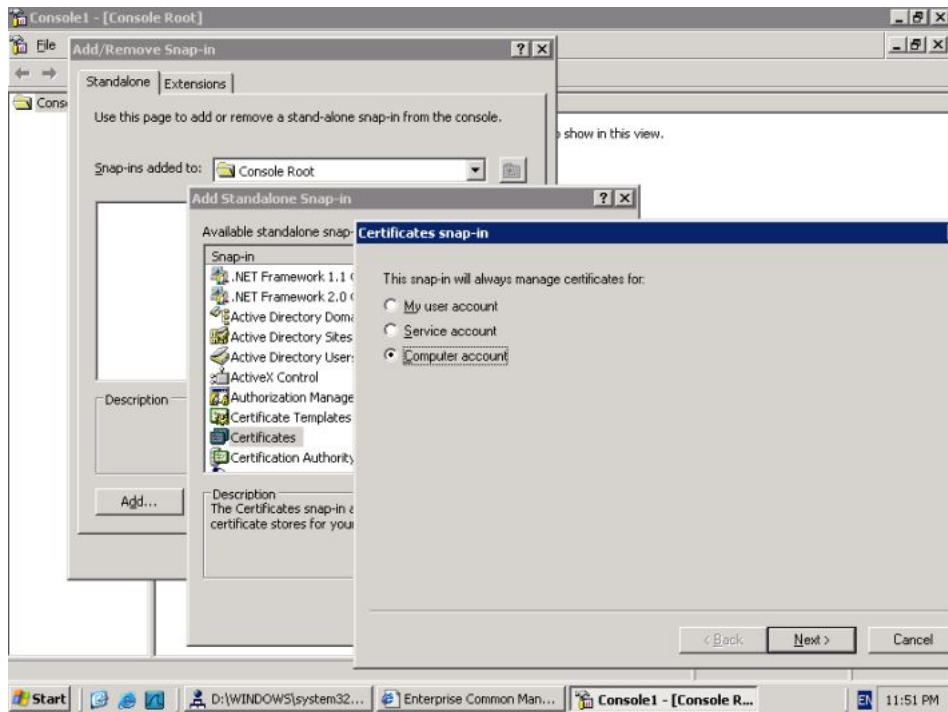 Console1 - [Console Root]
File
Add/Remove Snap-in
Standalone
Extensions
Cons
Use this page to add or remove a stand-alone snap-in from the console.
show in this view.
Snap-ins added to:
Console Root
Add Standalone Snap-in
Available standalone snap-
Certificates snap-in
Snap-in
.NET Framework 1.1
.NET Framework 2.0
Active Directory Doma
Active Directory Sites
Active Directory User
ActiveX Control
Authorization Manage
Certificate Templates
Certificates
Certification Authority
This snap-in will always manage certificates for:
My user account
Service account
Computer account
Description
Add...
Description
The Certificates snap-in a
certificate stores for your
< Back
Next >
Cancel
Start
D:\WINDOWS\system32...
Enterprise Common Man...
Console1 - [Console R...
EN
11:51 PM